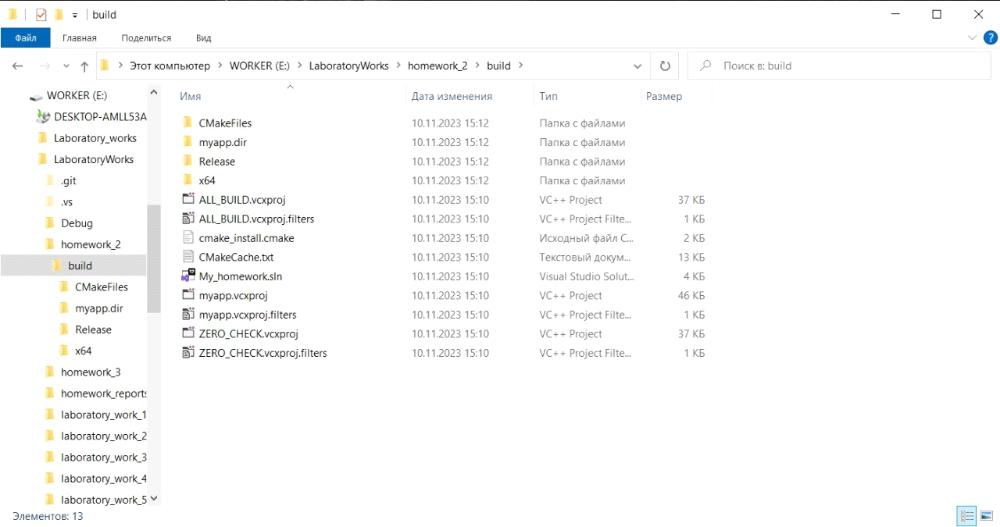 build
Файл Главная Поделиться Вид
Этот компьютер WORKER (E:) LaboratoryWorks homework_2 build Поиск в: build
WORKER (E:)
DESKTOP-AMLL53A
Laboratory_works
LaboratoryWorks
.git
.vs
Debug
homework_2
build
CMakeFiles
myapp.dir
Release
x64
homework_3
homework_reports
laboratory_work_1
laboratory_work_2
laboratory_work_3
laboratory_work_4
laboratory_work_5
Имя Дата изменения Тип Размер
CMakeFiles 10.11.2023 15:12 Папка с файлами
myapp.dir 10.11.2023 15:12 Папка с файлами
Release 10.11.2023 15:12 Папка с файлами
x64 10.11.2023 15:12 Папка с файлами
ALL_BUILD.vcxproj 10.11.2023 15:10 VC++ Project 37 КБ
ALL_BUILD.vcxproj.filters 10.11.2023 15:10 VC++ Project Filte... 1 КБ
cmake_install.cmake 10.11.2023 15:10 Исходный файл C... 2 КБ
CMakeCache.txt 10.11.2023 15:10 Текстовый докум... 13 КБ
My_homework.sln 10.11.2023 15:10 Visual Studio Solut... 4 КБ
myapp.vcxproj 10.11.2023 15:10 VC++ Project 46 КБ
myapp.vcxproj.filters 10.11.2023 15:10 VC++ Project Filte... 1 КБ
ZERO_CHECK.vcxproj 10.11.2023 15:10 VC++ Project 37 КБ
ZERO_CHECK.vcxproj.filters 10.11.2023 15:10 VC++ Project Filte... 1 КБ
Элементов: 13